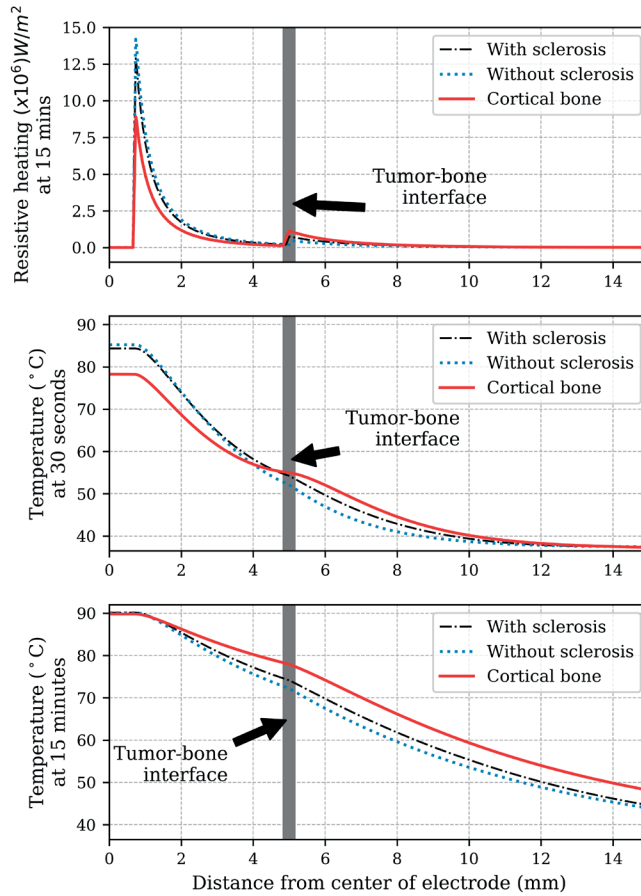 Resistive heating (x10⁶)W/m²
at 15 mins
15.0
12.5
10.0
7.5
5.0
2.5
0.0
With sclerosis
Without sclerosis
Cortical bone
Tumor-bone
interface
0 2 4 6 8 10 12 14
Temperature (°C)
at 30 seconds
90
80
70
60
50
40
With sclerosis
Without sclerosis
Cortical bone
Tumor-bone
interface
0 2 4 6 8 10 12 14
Temperature (°C)
at 15 minutes
90
80
70
60
50
40
With sclerosis
Without sclerosis
Cortical bone
Tumor-bone
interface
0 2 4 6 8 10 12 14
Distance from center of electrode (mm)